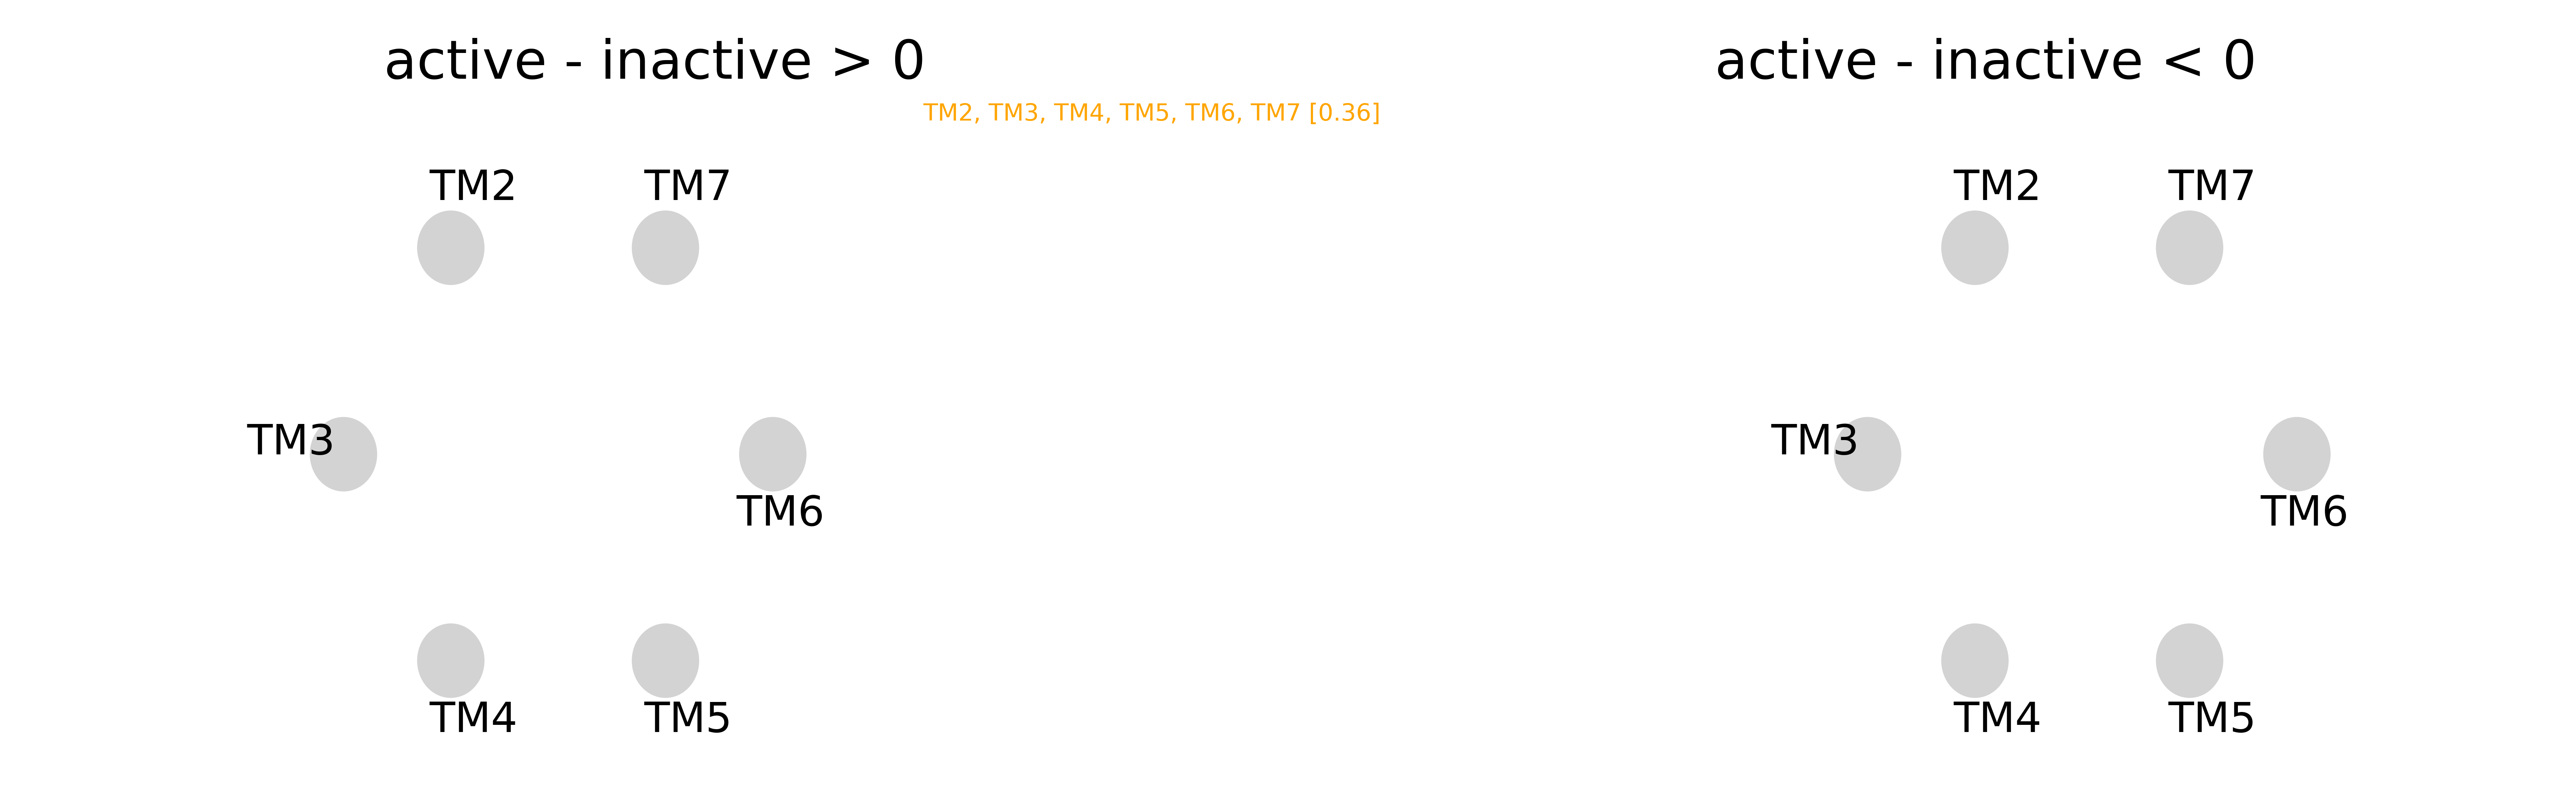 active - inactive > 0
TM2, TM3, TM4, TM5, TM6, TM7 [0.36]
TM2
TM7
TM3
TM6
TM4
TM5
active - inactive < 0
TM2
TM7
TM3
TM6
TM4
TM5